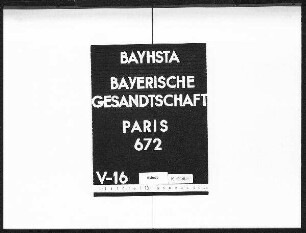 BAYHSTA
BAYERISCHE
GESANDTSCHAFT
PARIS
672
V-16